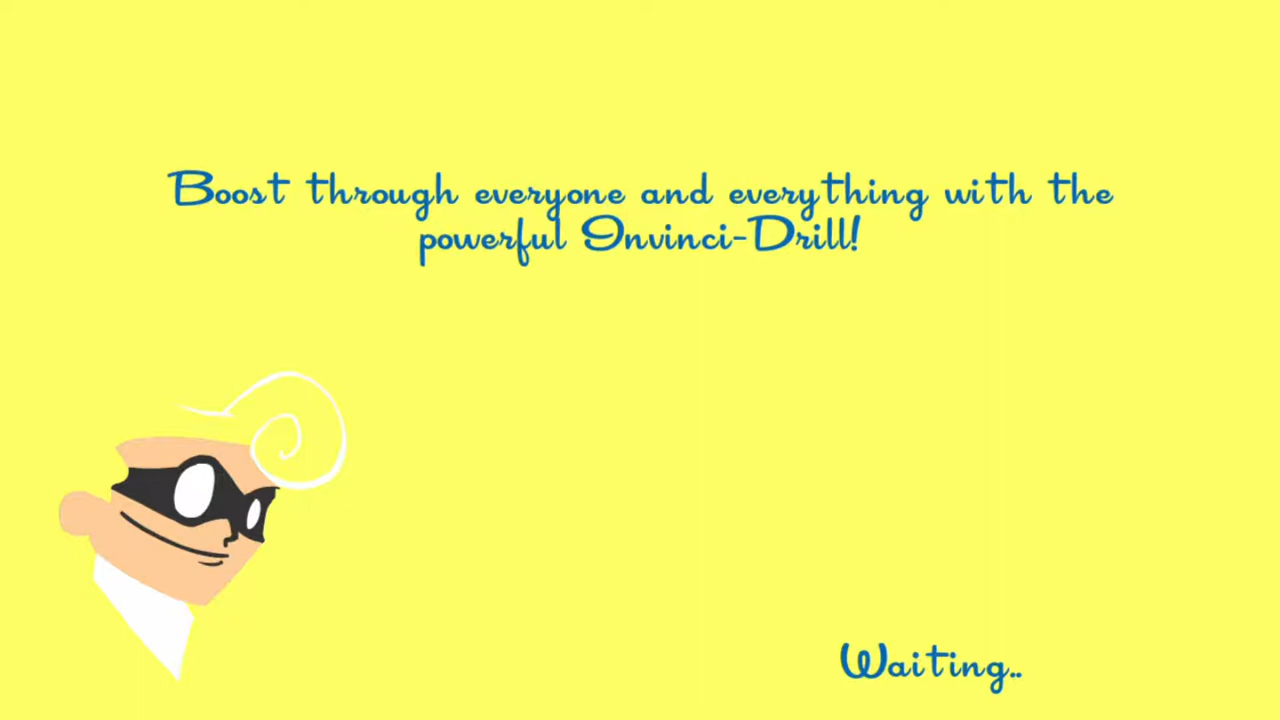 Boost through everyone and everything with the
powerful Invinci-Drill!
Waiting..